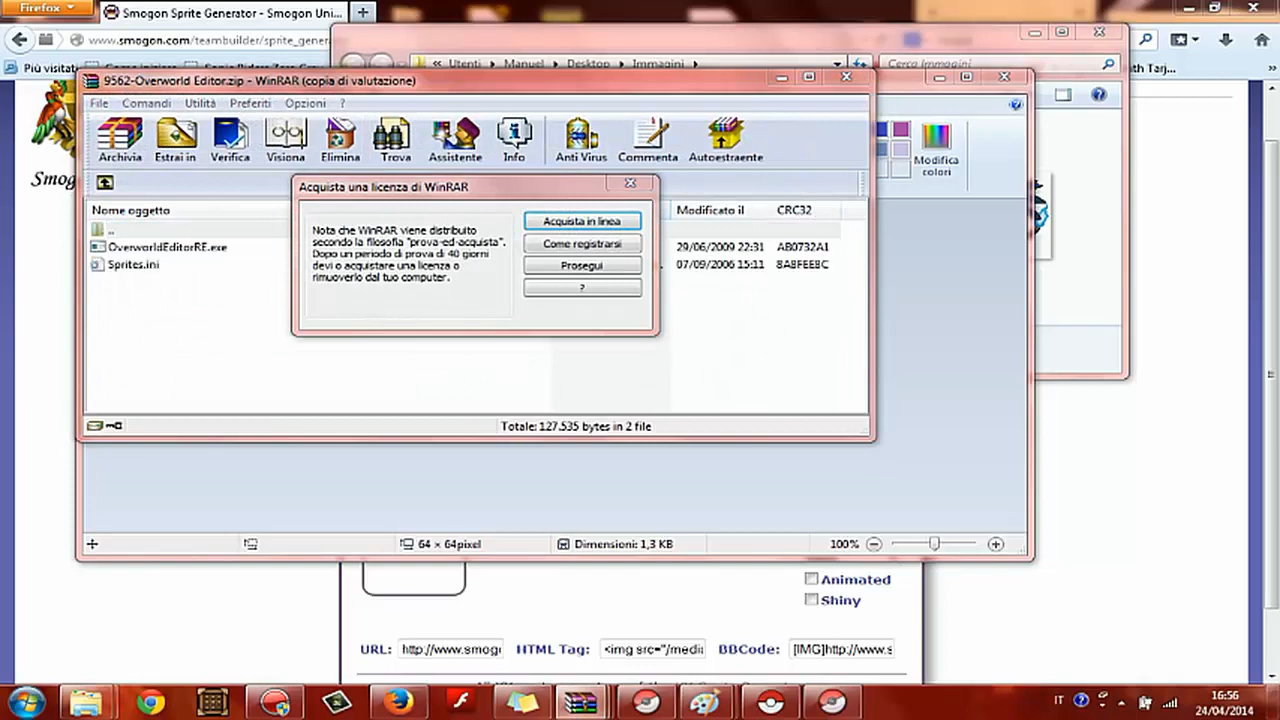 Firefox
Smogon Sprite Generator - Smogon Uni...
www.smogon.com/teambuilder/sprite_gener
Utenti
Manuel
Desktop
Immagini
Cerca Immagini
Più visitati
9562-Overworld Editor.zip - WinRAR (copia di valutazione)
File
Comandi
Utilità
Preferiti
Opzioni
?
Archivia
Estrai in
Verifica
Visiona
Elimina
Trova
Assistente
Info
Anti Virus
Commenta
Autoestraente
Modifica
colori
Smogo
Acquista una licenza di WinRAR
Nome oggetto
Modificato il
CRC32
..
OverworldEditorRE.exe
29/06/2009 22:31
AB0732A1
Sprites.ini
07/09/2006 15:11
8A8FEEBC
Nota che WinRAR viene distribuito
secondo la filosofia "prova-ed-acquista".
Dopo un periodo di prova di 40 giorni
devi o acquistare una licenza o
rimuoverlo dal tuo computer.
Acquista in linea
Come registrarsi
Prosegui
?
Totale: 127.535 bytes in 2 file
64 × 64pixel
Dimensioni: 1,3 KB
100%
Animated
Shiny
URL:
http://www.smogi
HTML Tag:
<img src="/media
BBCode:
[IMG]http://www.s
IT
16:56
24/04/2014